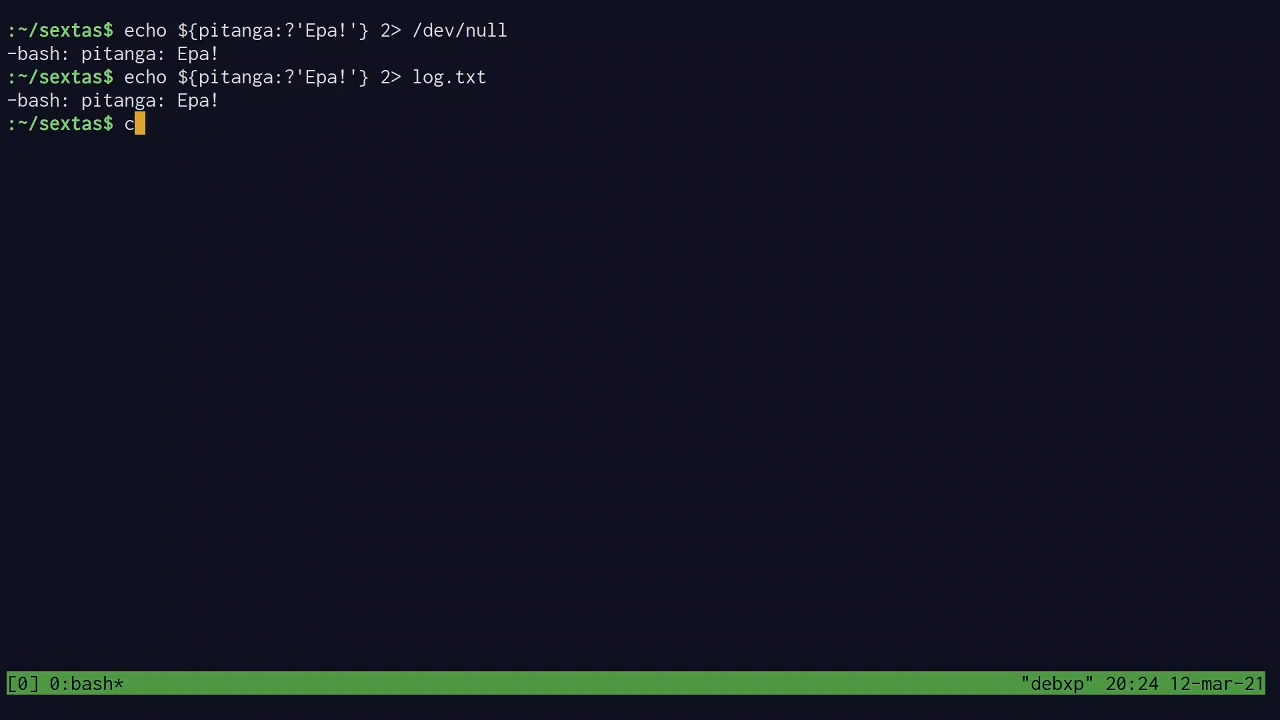 :~/sextas$ echo ${pitanga:?'Epa!'} 2> /dev/null
-bash: pitanga: Epa!
:~/sextas$ echo ${pitanga:?'Epa!'} 2> log.txt
-bash: pitanga: Epa!
:~/sextas$ c
[0] 0:bash* "debxp" 20:24 12-mar-21